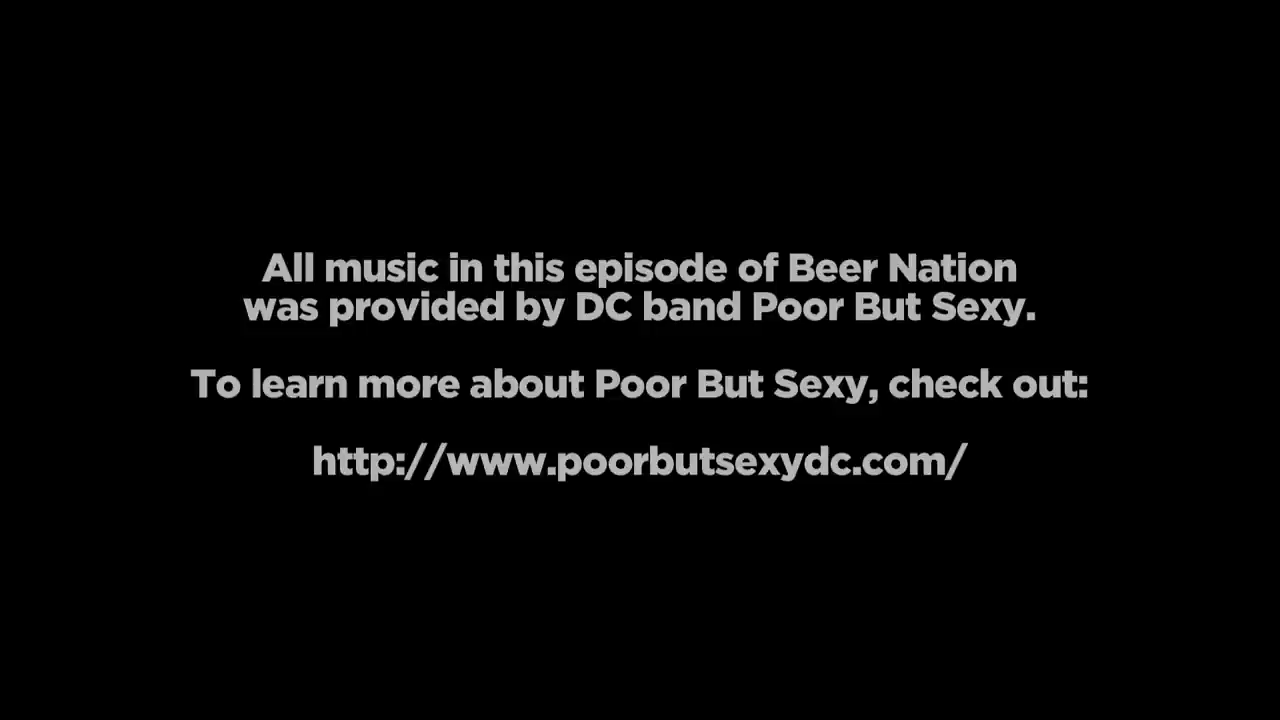 All music in this episode of Beer Nation
was provided by DC band Poor But Sexy.
To learn more about Poor But Sexy, check out:
http://www.poorbutsexydc.com/